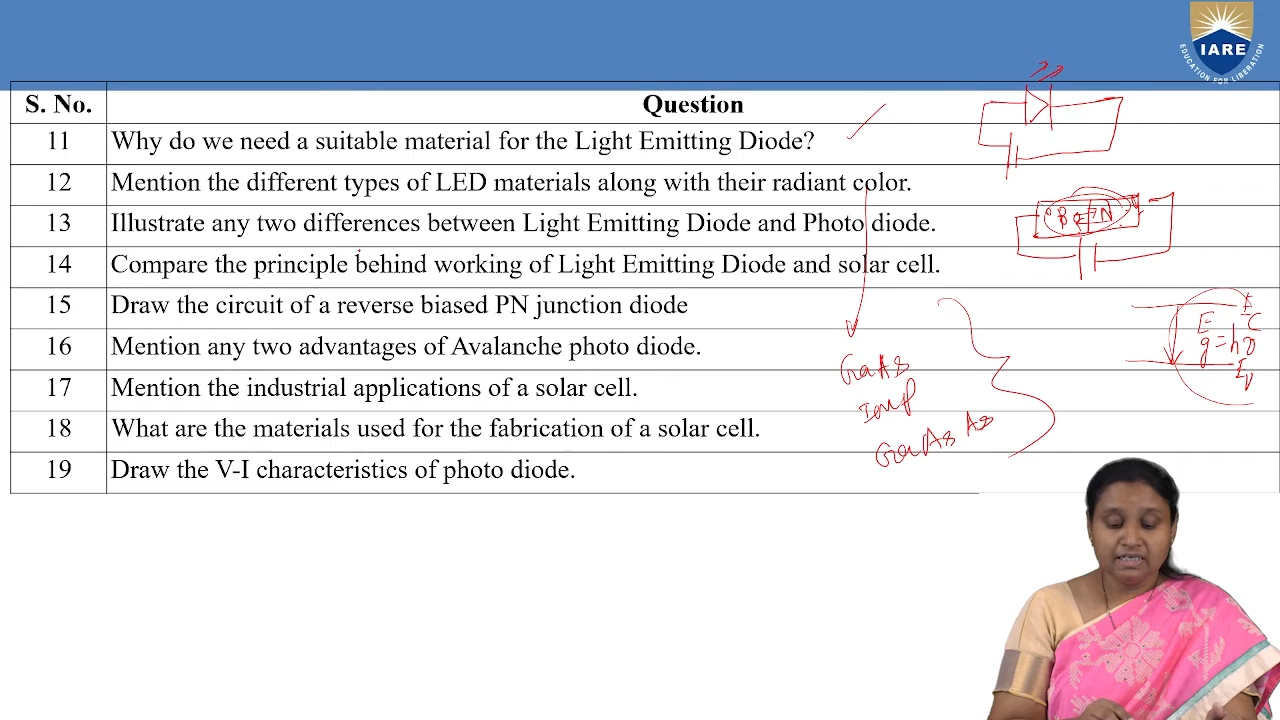 IARE
EDUCATION FOR LIBERATION
S. No. Question
11 Why do we need a suitable material for the Light Emitting Diode?
12 Mention the different types of LED materials along with their radiant color.
13 Illustrate any two differences between Light Emitting Diode and Photo diode.
14 Compare the principle behind working of Light Emitting Diode and solar cell.
15 Draw the circuit of a reverse biased PN junction diode
16 Mention any two advantages of Avalanche photo diode.
17 Mention the industrial applications of a solar cell.
18 What are the materials used for the fabrication of a solar cell.
19 Draw the V-I characteristics of photo diode.
N
Ec
Eg = hγ
Ev
GaAs
InP
GaAs As